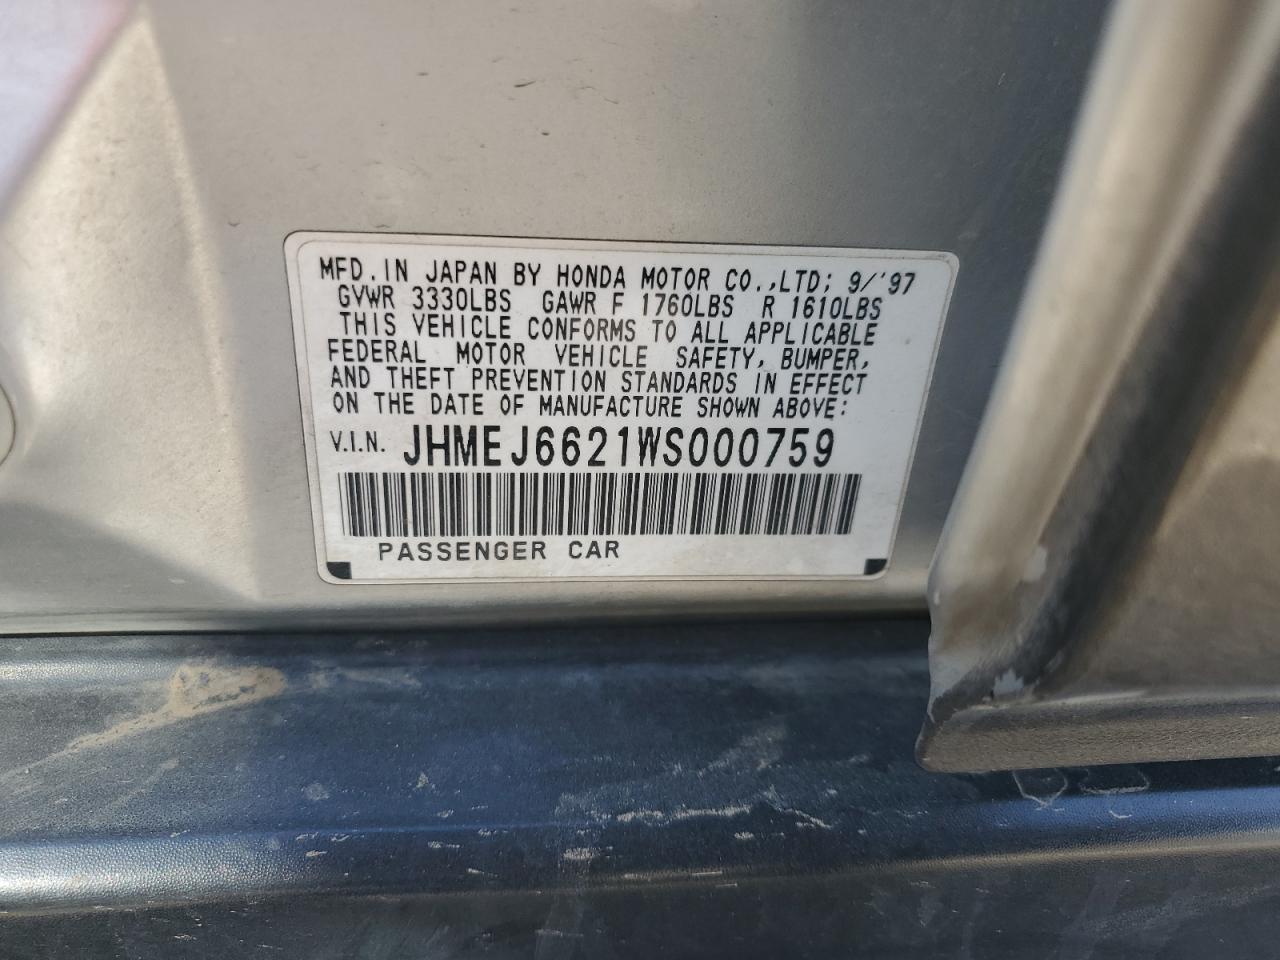 MFD. IN JAPAN BY HONDA MOTOR CO.,LTD; 9/'97
GVWR 3330LBS GAWR F 1760LBS R 1610LBS
THIS VEHICLE CONFORMS TO ALL APPLICABLE
FEDERAL MOTOR VEHICLE SAFETY, BUMPER,
AND THEFT PREVENTION STANDARDS IN EFFECT
ON THE DATE OF MANUFACTURE SHOWN ABOVE:
V.I.N. JHMEJ6621WS000759
PASSENGER CAR